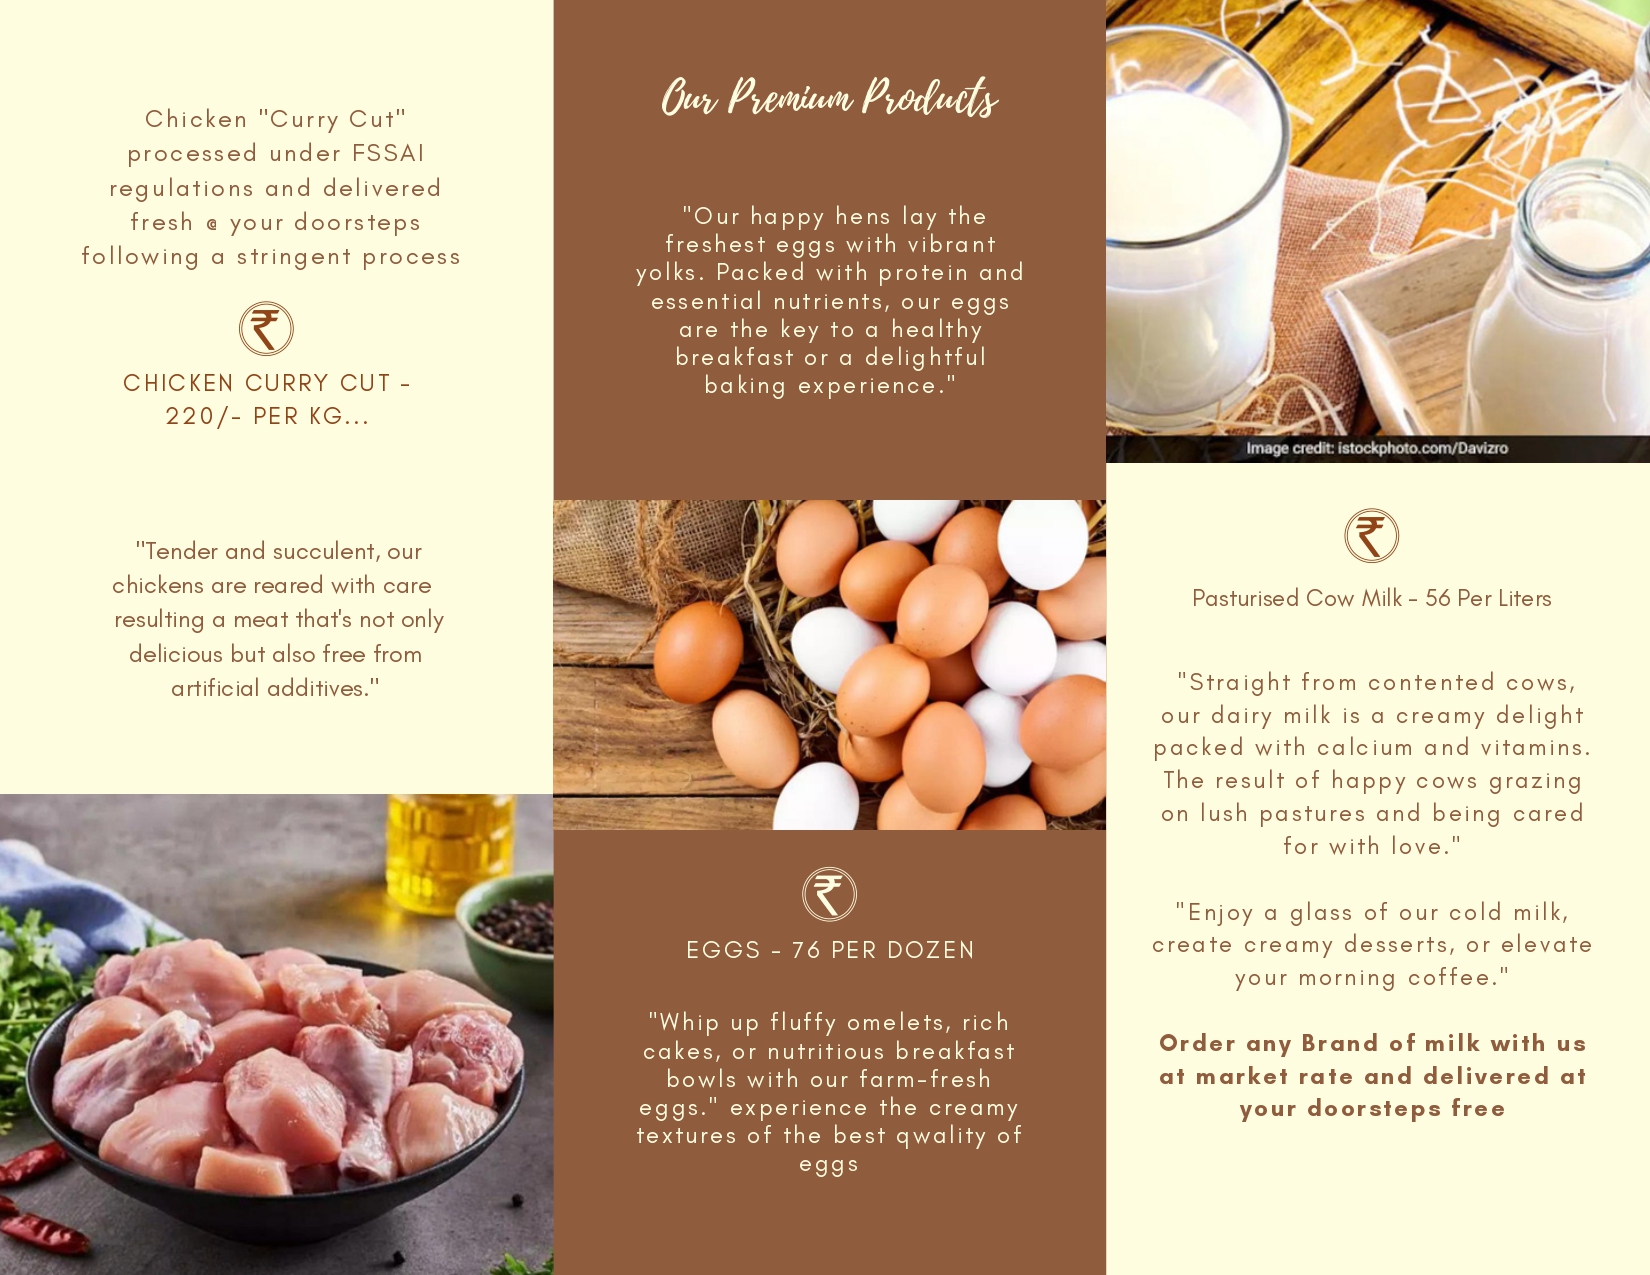 Chicken "Curry Cut"
processed under FSSAI
regulations and delivered
fresh @ your doorsteps
following a stringent process
₹
CHICKEN CURRY CUT -
220/- PER KG...
"Tender and succulent, our
chickens are reared with care
resulting a meat that's not only
delicious but also free from
artificial additives."
Our Premium Products
"Our happy hens lay the
freshest eggs with vibrant
yolks. Packed with protein and
essential nutrients, our eggs
are the key to a healthy
breakfast or a delightful
baking experience."
₹
EGGS - 76 PER DOZEN
"Whip up fluffy omelets, rich
cakes, or nutritious breakfast
bowls with our farm-fresh
eggs." experience the creamy
textures of the best qwality of
eggs
Image credit: istockphoto.com/Davizro
₹
Pasturised Cow Milk - 56 Per Liters
"Straight from contented cows,
our dairy milk is a creamy delight
packed with calcium and vitamins.
The result of happy cows grazing
on lush pastures and being cared
for with love."
"Enjoy a glass of our cold milk,
create creamy desserts, or elevate
your morning coffee."
Order any Brand of milk with us
at market rate and delivered at
your doorsteps free